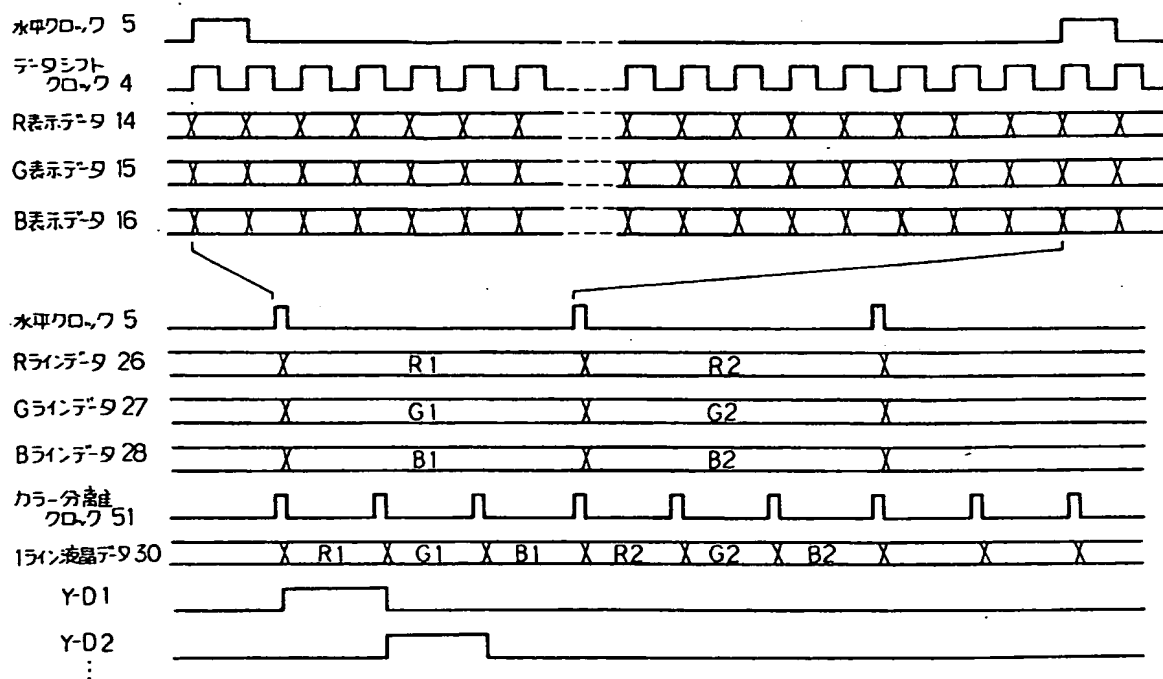 水平クロック 5
データシフト
クロック 4
R表示データ 14
G表示データ 15
B表示データ 16
水平クロック 5
Rラインデータ 26
R1 R2
Gラインデータ 27
G1 G2
Bラインデータ 28
B1 B2
カラー分離
クロック 51
1ライン液晶データ 30
R1 G1 B1 R2 G2 B2
Y-D1
Y-D2
⋮